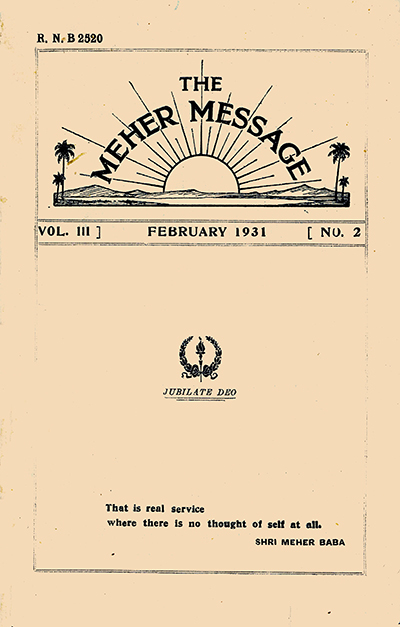 R. N. B 2520
THE
MEHER MESSAGE
VOL. III ] FEBRUARY 1931 [ NO. 2
JUBILATE DEO
That is real service
where there is no thought of self at all.
SHRI MEHER BABA